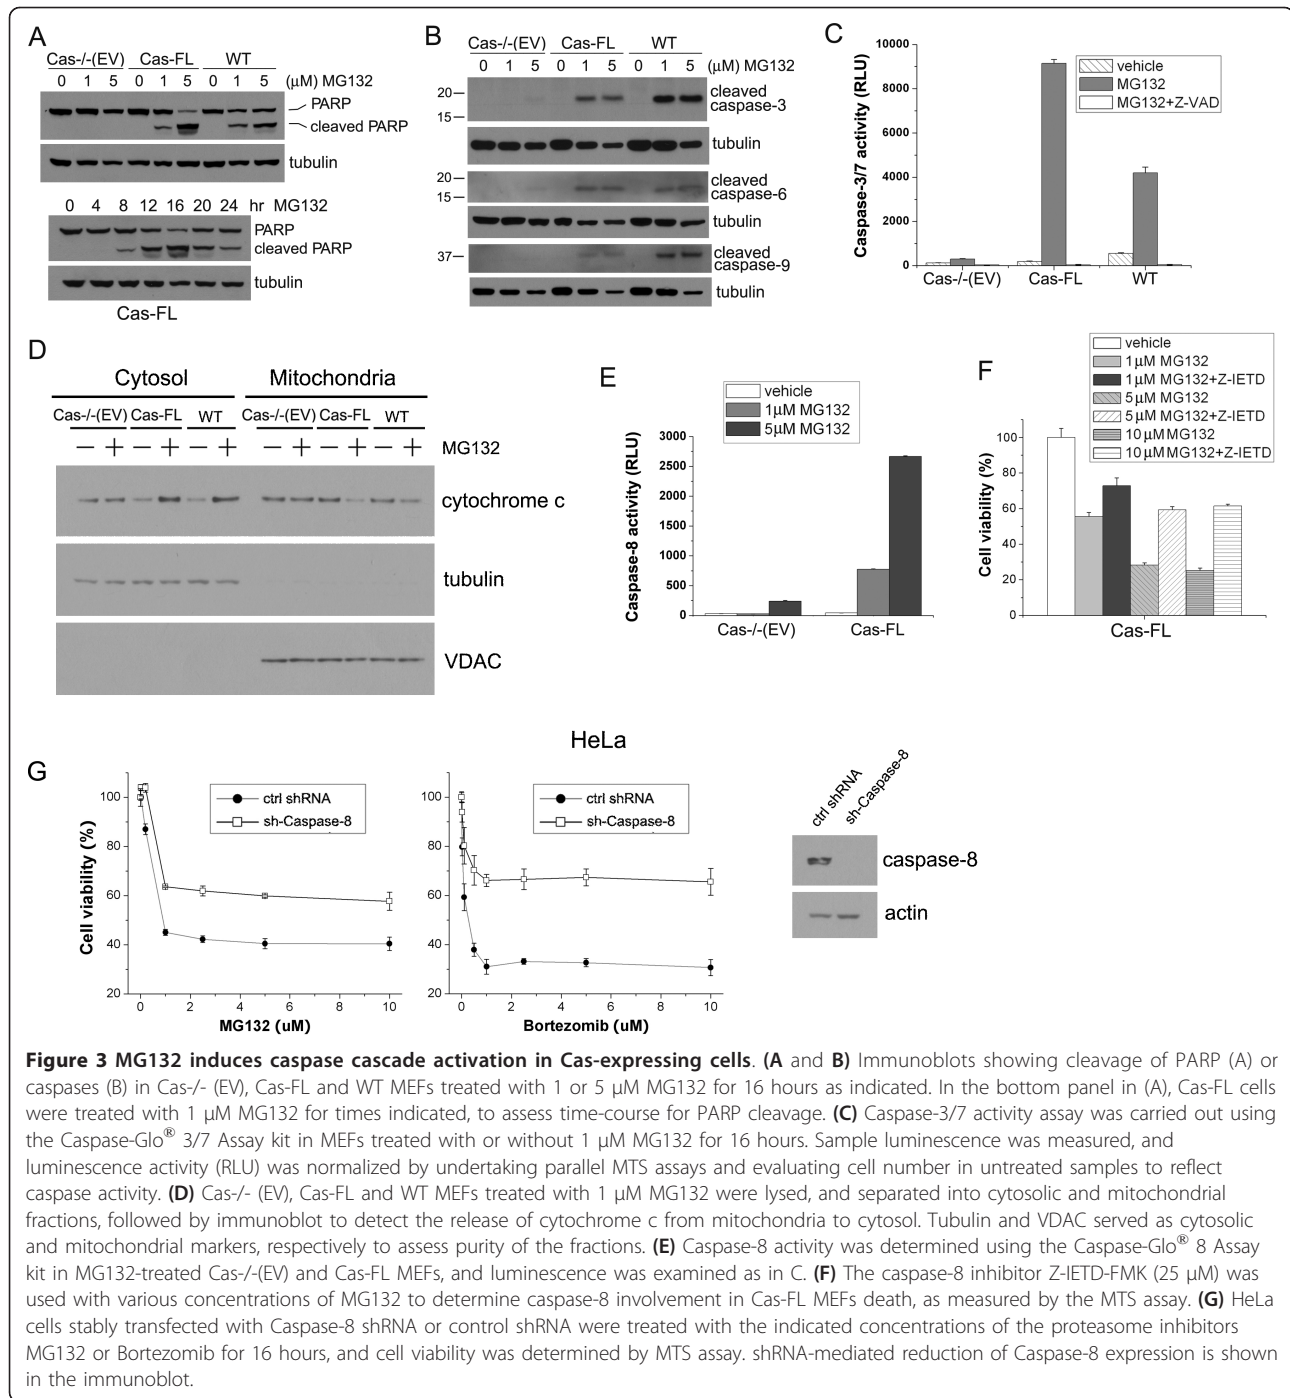 A
Cas-/-(EV) Cas-FL WT
0 1 5 0 1 5 0 1 5 (μM) MG132
PARP
cleaved PARP
tubulin
0 4 8 12 16 20 24 hr MG132
PARP
cleaved PARP
tubulin
Cas-FL
B
Cas-/-(EV) Cas-FL WT
0 1 5 0 1 5 0 1 5 (μM) MG132
20
15
cleaved
caspase-3
tubulin
20
15
cleaved
caspase-6
tubulin
37
cleaved
caspase-9
tubulin
C
Caspase-3/7 activity (RLU)
10000
8000
6000
4000
2000
0
vehicle
MG132
MG132+Z-VAD
Cas-/-(EV) Cas-FL WT
D
Cytosol Mitochondria
Cas-/-(EV) Cas-FL WT Cas-/-(EV) Cas-FL WT
— + — + — + — + — + — + MG132
cytochrome c
tubulin
VDAC
E
vehicle
1μM MG132
5μM MG132
Caspase-8 activity (RLU)
3000
2500
2000
1500
1000
500
0
Cas-/-(EV) Cas-FL
F
vehicle
1μM MG132
1μM MG132+Z-IETD
5μM MG132
5μM MG132+Z-IETD
10μM MG132
10μM MG132+Z-IETD
Cell viability (%)
100
80
60
40
20
0
Cas-FL
HeLa
G
Cell viability (%)
100
80
60
40
20
ctrl shRNA
sh-Caspase-8
0 2 4 6 8 10
MG132 (uM)
100
80
60
40
20
ctrl shRNA
sh-Caspase-8
0 2 4 6 8 10
Bortezomib (uM)
ctrl shRNA
sh-Caspase-8
caspase-8
actin
Figure 3 MG132 induces caspase cascade activation in Cas-expressing cells. (A and B) Immunoblots showing cleavage of PARP (A) or
caspases (B) in Cas-/- (EV), Cas-FL and WT MEFs treated with 1 or 5 μM MG132 for 16 hours as indicated. In the bottom panel in (A), Cas-FL cells
were treated with 1 μM MG132 for times indicated, to assess time-course for PARP cleavage. (C) Caspase-3/7 activity assay was carried out using
the Caspase-Glo® 3/7 Assay kit in MEFs treated with or without 1 μM MG132 for 16 hours. Sample luminescence was measured, and
luminescence activity (RLU) was normalized by undertaking parallel MTS assays and evaluating cell number in untreated samples to reflect
caspase activity. (D) Cas-/- (EV), Cas-FL and WT MEFs treated with 1 μM MG132 were lysed, and separated into cytosolic and mitochondrial
fractions, followed by immunoblot to detect the release of cytochrome c from mitochondria to cytosol. Tubulin and VDAC served as cytosolic
and mitochondrial markers, respectively to assess purity of the fractions. (E) Caspase-8 activity was determined using the Caspase-Glo® 8 Assay
kit in MG132-treated Cas-/-(EV) and Cas-FL MEFs, and luminescence was examined as in C. (F) The caspase-8 inhibitor Z-IETD-FMK (25 μM) was
used with various concentrations of MG132 to determine caspase-8 involvement in Cas-FL MEFs death, as measured by the MTS assay. (G) HeLa
cells stably transfected with Caspase-8 shRNA or control shRNA were treated with the indicated concentrations of the proteasome inhibitors
MG132 or Bortezomib for 16 hours, and cell viability was determined by MTS assay. shRNA-mediated reduction of Caspase-8 expression is shown
in the immunoblot.